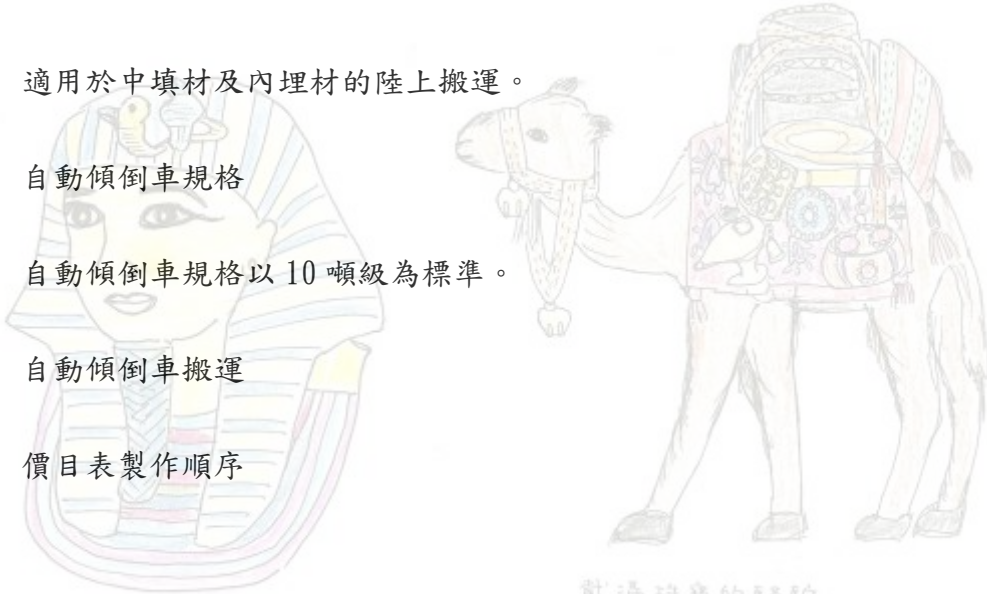 適用於中填材及內埋材的陸上搬運。
自動傾倒車規格
自動傾倒車規格以 10 噸級為標準。
自動傾倒車搬運
價目表製作順序